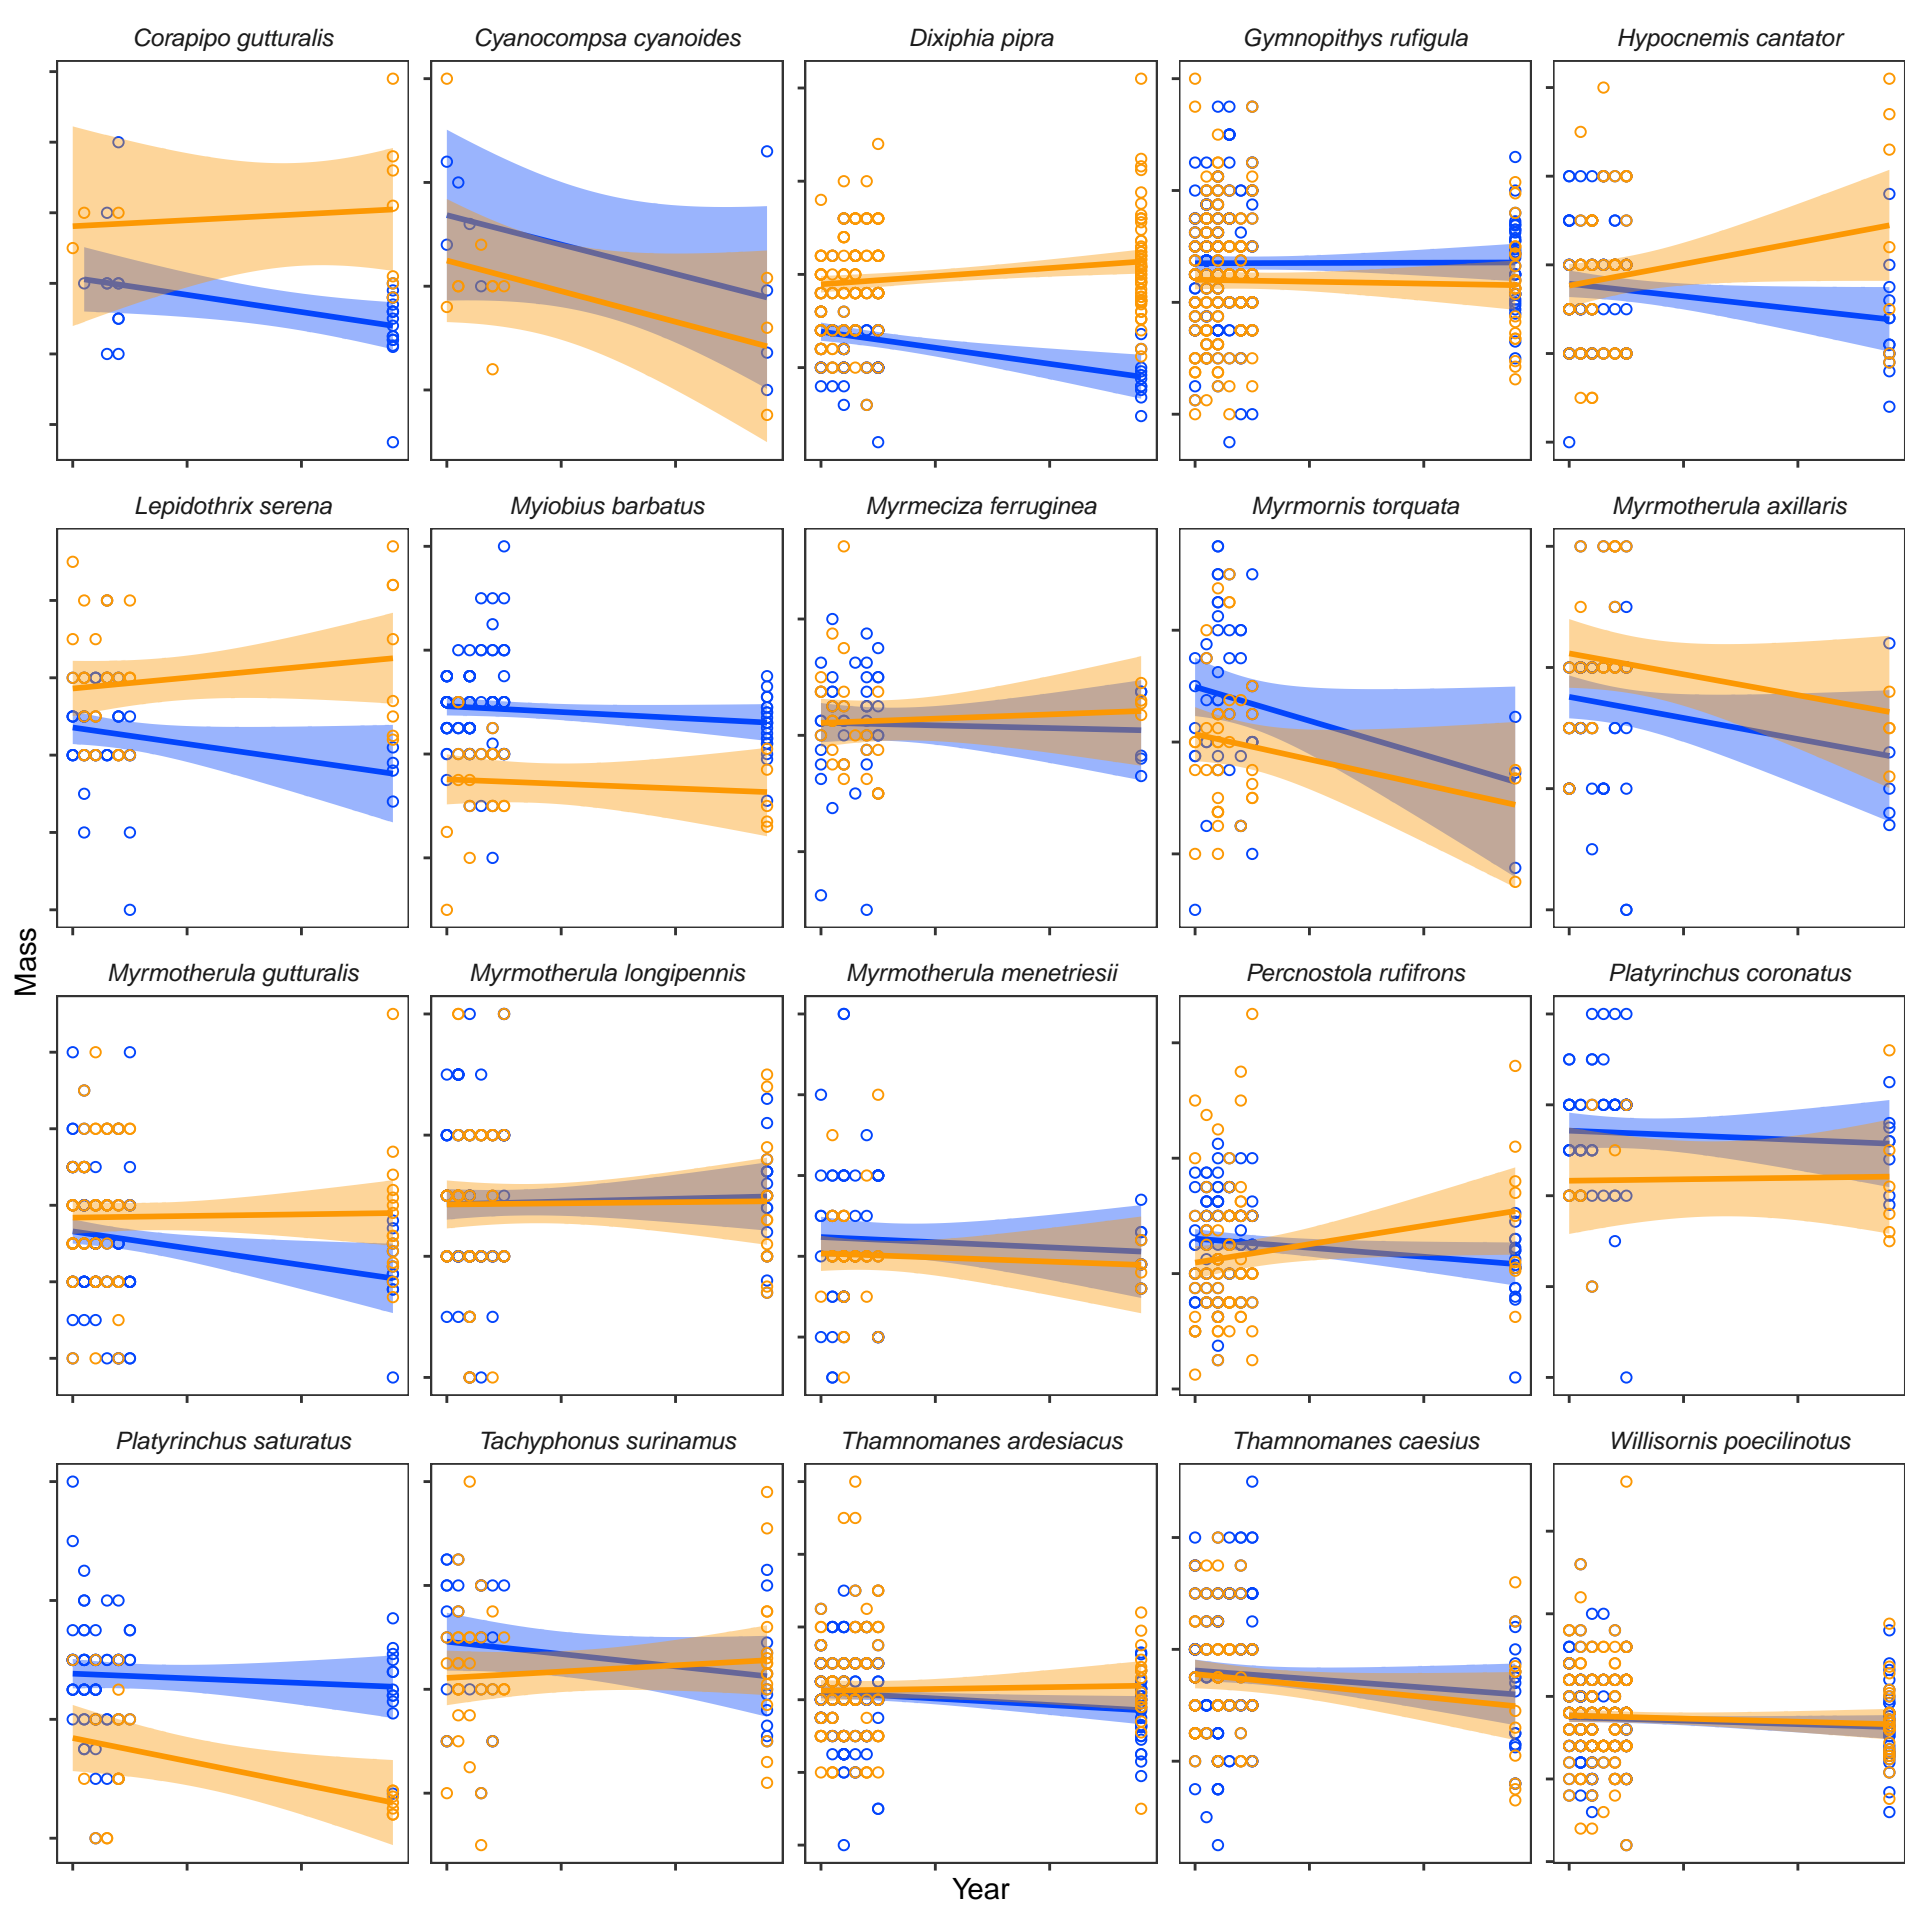 Corapipo gutturalis
Cyanocompsa cyanoides
Dixiphia pipra
Gymnopithys rufigula
Hypocnemis cantator
Lepidothrix serena
Myiobius barbatus
Myrmeciza ferruginea
Myrmornis torquata
Myrmotherula axillaris
Mass
Myrmotherula gutturalis
Myrmotherula longipennis
Myrmotherula menetriesii
Percnostola rufifrons
Platyrinchus coronatus
Platyrinchus saturatus
Tachyphonus surinamus
Thamnomanes ardesiacus
Thamnomanes caesius
Willisornis poecilinotus
Year